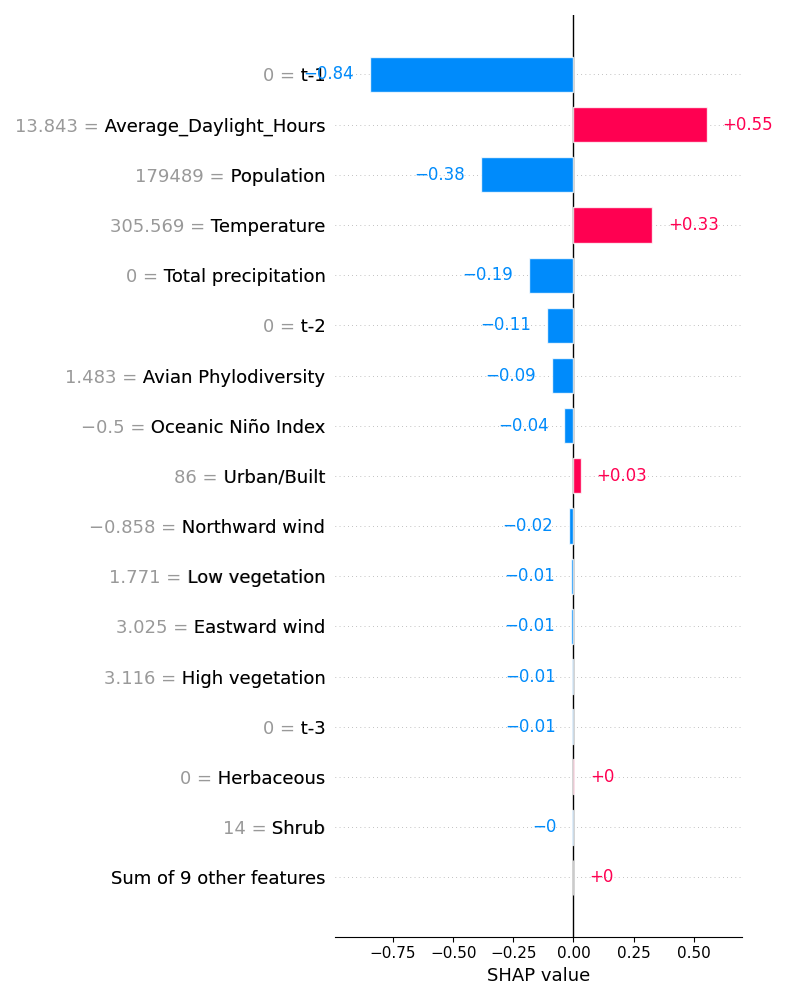 0 = t-1 −0.84
13.843 = Average_Daylight_Hours +0.55
179489 = Population −0.38
305.569 = Temperature +0.33
0 = Total precipitation −0.19
0 = t-2 −0.11
1.483 = Avian Phylodiversity −0.09
−0.5 = Oceanic Niño Index −0.04
86 = Urban/Built +0.03
−0.858 = Northward wind −0.02
1.771 = Low vegetation −0.01
3.025 = Eastward wind −0.01
3.116 = High vegetation −0.01
0 = t-3 −0.01
0 = Herbaceous +0
14 = Shrub −0
Sum of 9 other features +0
−0.75 −0.50 −0.25 0.00 0.25 0.50
SHAP value